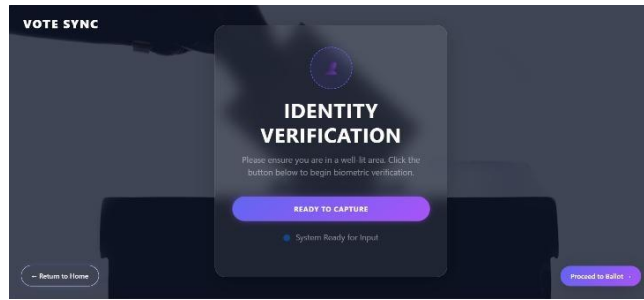 VOTE SYNC
IDENTITY
VERIFICATION
Please ensure you are in a well-lit area. Click the
button below to begin biometric verification.
READY TO CAPTURE
System Ready for Input
← Return to Home
Proceed to Ballot →